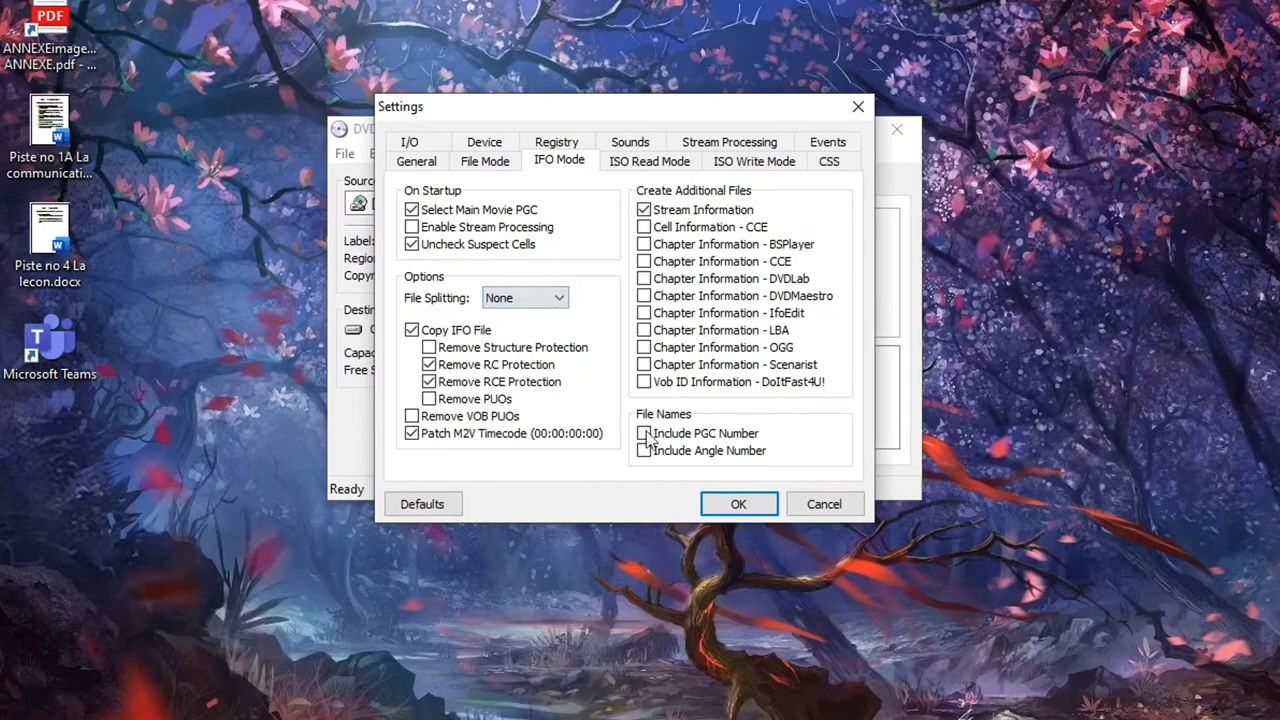 PDF
ANNEXEimage...
ANNEXE.pdf - ...
W
Piste no 1A La
communicati...
W
Piste no 4 La
lecon.docx
T
Microsoft Teams
DVD
File
Source
Label:
Region
Copyr
Destin
Capac
Free S
Ready
Settings
I/O
Device
Registry
Sounds
Stream Processing
Events
General
File Mode
IFO Mode
ISO Read Mode
ISO Write Mode
CSS
On Startup
Select Main Movie PGC
Enable Stream Processing
Uncheck Suspect Cells
Options
File Splitting: None
Copy IFO File
Remove Structure Protection
Remove RC Protection
Remove RCE Protection
Remove PUOs
Remove VOB PUOs
Patch M2V Timecode (00:00:00:00)
Create Additional Files
Stream Information
Cell Information - CCE
Chapter Information - BSPlayer
Chapter Information - CCE
Chapter Information - DVDLab
Chapter Information - DVDMaestro
Chapter Information - IfoEdit
Chapter Information - LBA
Chapter Information - OGG
Chapter Information - Scenarist
Vob ID Information - DoItFast4U!
File Names
Include PGC Number
Include Angle Number
Defaults
OK
Cancel